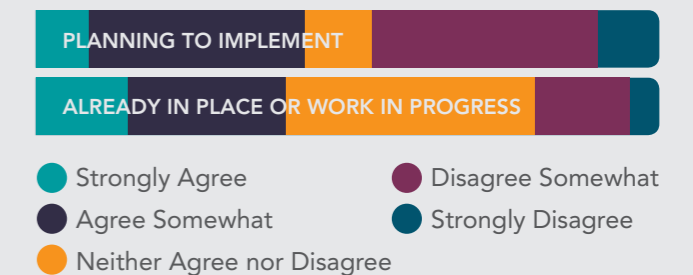 PLANNING TO IMPLEMENT
ALREADY IN PLACE OR WORK IN PROGRESS
Strongly Agree
Disagree Somewhat
Agree Somewhat
Strongly Disagree
Neither Agree nor Disagree